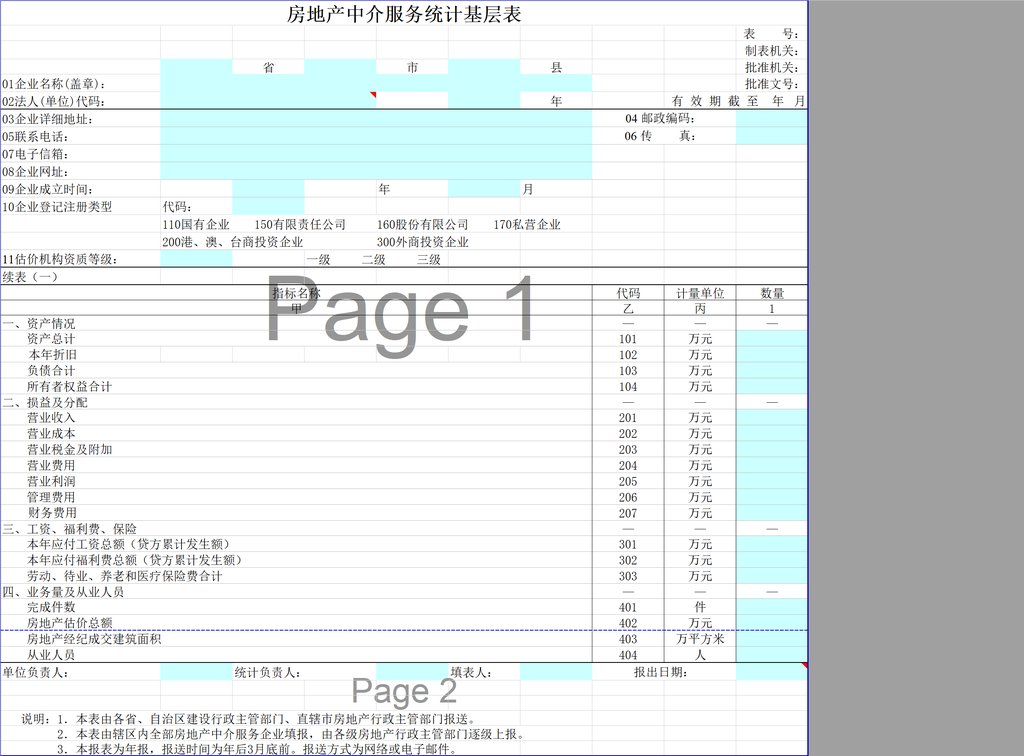 房地产中介服务统计基层表
表 号:
制表机关:
省 市 县 批准机关:
01企业名称(盖章): 批准文号:
02法人(单位)代码: 年 有 效 期 截 至 年 月
03企业详细地址: 04 邮政编码:
05联系电话: 06 传 真:
07电子信箱:
08企业网址:
09企业成立时间: 年 月
10企业登记注册类型 代码:
110国有企业 150有限责任公司 160股份有限公司 170私营企业
200港、澳、台商投资企业 300外商投资企业
11估价机构资质等级: 一级 二级 三级
续表（一）
指标名称 代码 计量单位 数量
甲 乙 丙 1
Page 1
一、资产情况 — — —
资产总计 101 万元
本年折旧 102 万元
负债合计 103 万元
所有者权益合计 104 万元
二、损益及分配 — — —
营业收入 201 万元
营业成本 202 万元
营业税金及附加 203 万元
营业费用 204 万元
营业利润 205 万元
管理费用 206 万元
财务费用 207 万元
三、工资、福利费、保险 — — —
本年应付工资总额（贷方累计发生额） 301 万元
本年应付福利费总额（贷方累计发生额） 302 万元
劳动、待业、养老和医疗保险费合计 303 万元
四、业务量及从业人员 — — —
完成件数 401 件
房地产估价总额 402 万元
房地产经纪成交建筑面积 403 万平方米
从业人员 404 人
单位负责人: 统计负责人: 填表人: 报出日期:
Page 2
说明: 1. 本表由各省、自治区建设行政主管部门、直辖市房地产行政主管部门报送。
2. 本表由辖区内全部房地产中介服务企业填报，由各级房地产行政主管部门逐级上报。
3. 本报表为年报，报送时间为年后3月底前。报送方式为网络或电子邮件。